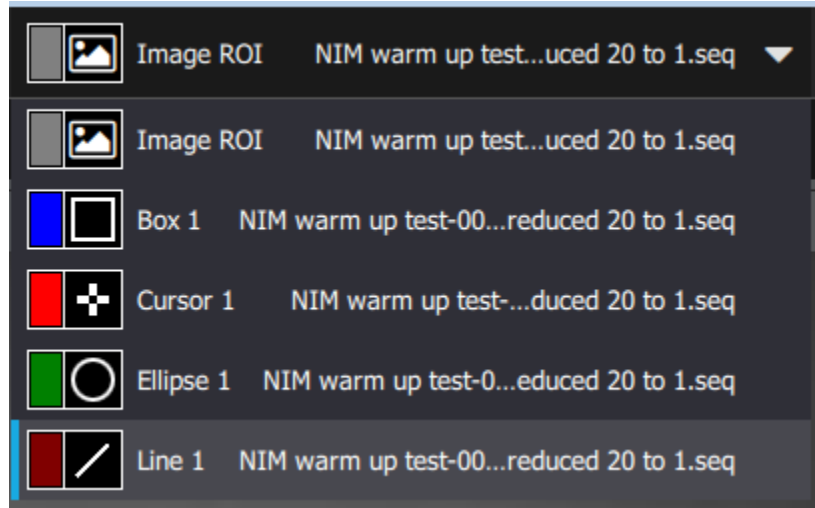 Image ROI NIM warm up test...uced 20 to 1.seq
Image ROI NIM warm up test...uced 20 to 1.seq
Box 1 NIM warm up test-00...reduced 20 to 1.seq
Cursor 1 NIM warm up test-...duced 20 to 1.seq
Ellipse 1 NIM warm up test-0...educed 20 to 1.seq
Line 1 NIM warm up test-00...reduced 20 to 1.seq